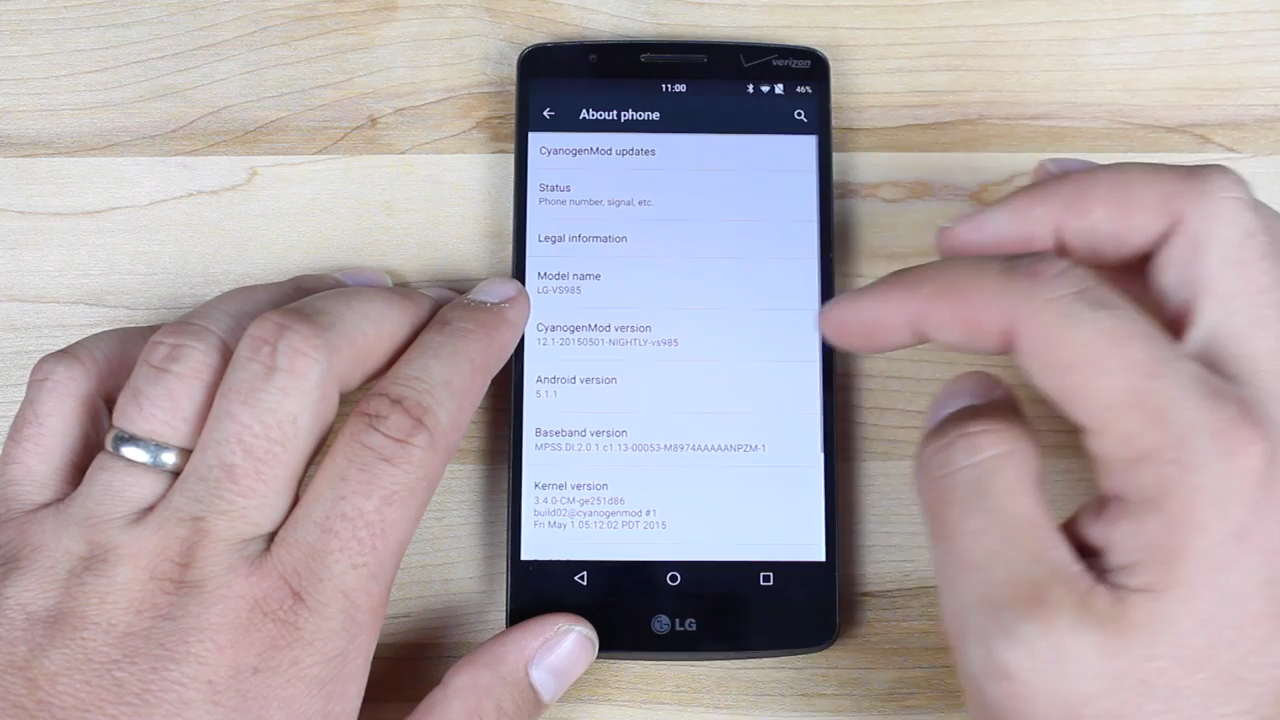 verizon
11:00
46%
About phone
CyanogenMod updates
Status
Phone number, signal, etc.
Legal information
Model name
LG-VS985
CyanogenMod version
12.1-20150501-NIGHTLY-vs985
Android version
5.1.1
Baseband version
MPSS.DI.2.0.1.c1.13-00053-M8974AAAAANPZM-1
Kernel version
3.4.0-CM-ge251d86
build02@cyanogenmod #1
Fri May 1 05:12:02 PDT 2015
LG